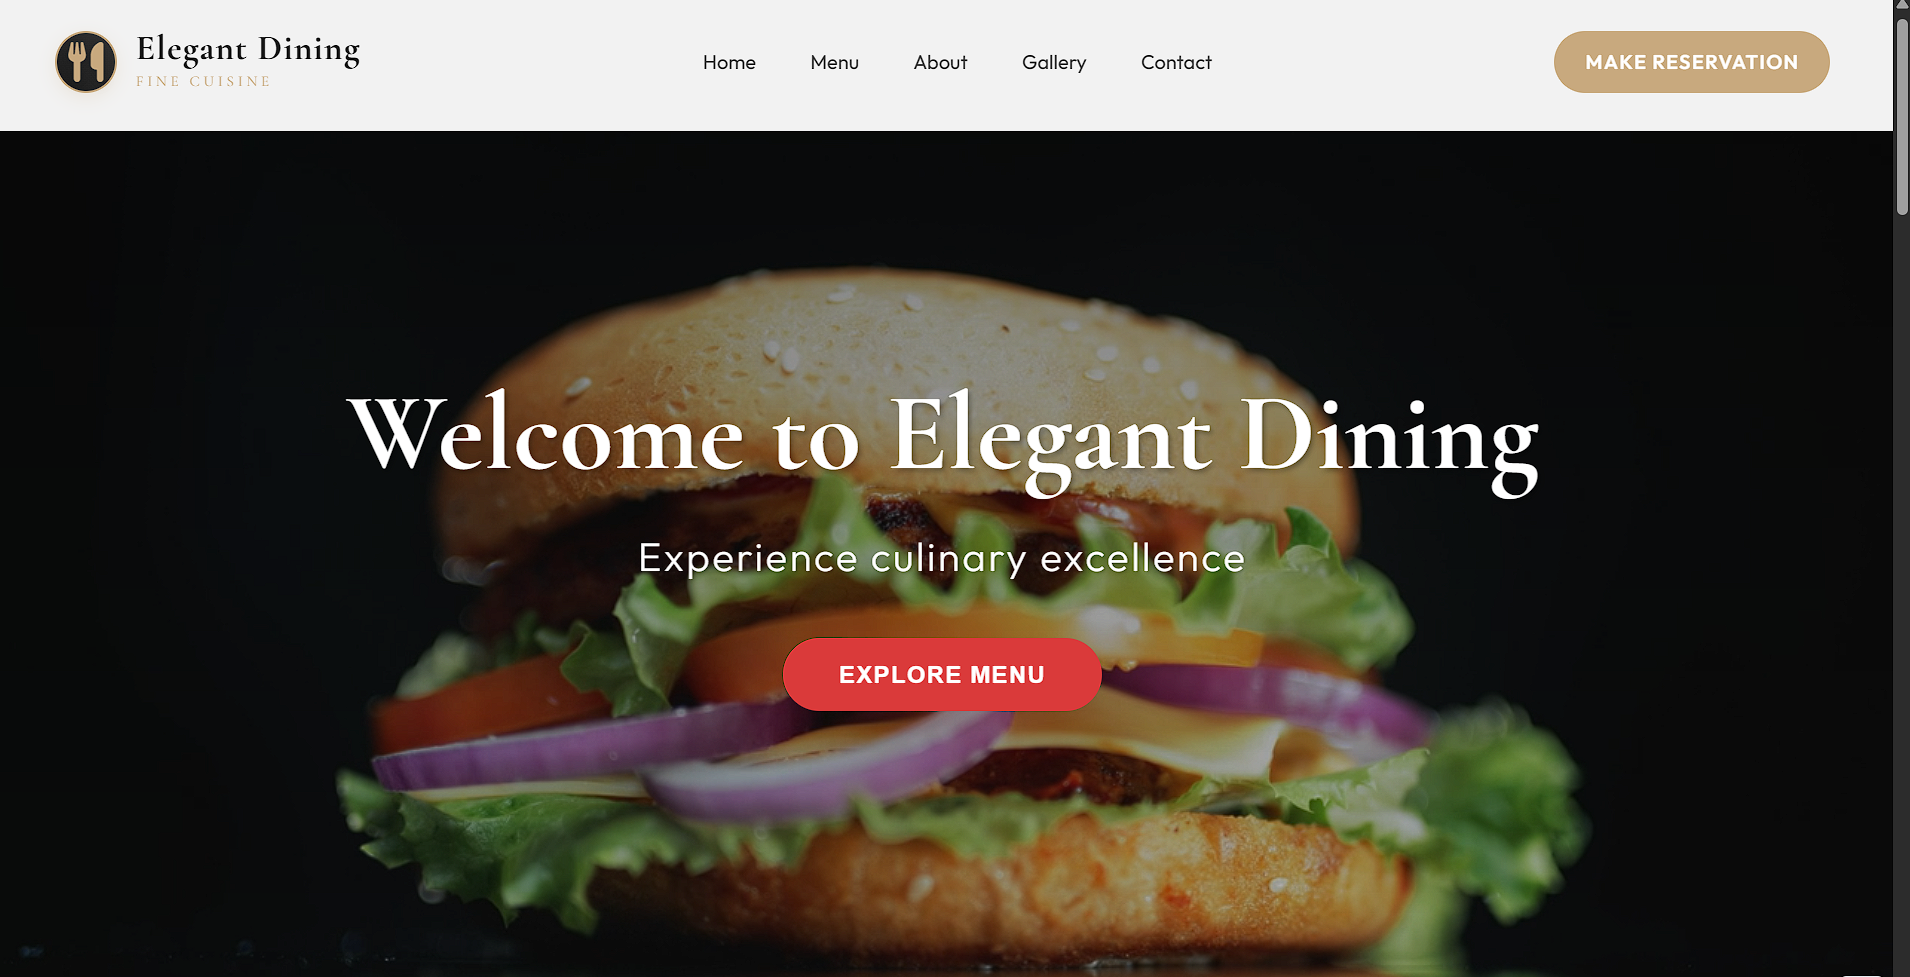 Elegant Dining
FINE CUISINE
Home
Menu
About
Gallery
Contact
MAKE RESERVATION
Welcome to Elegant Dining
Experience culinary excellence
EXPLORE MENU